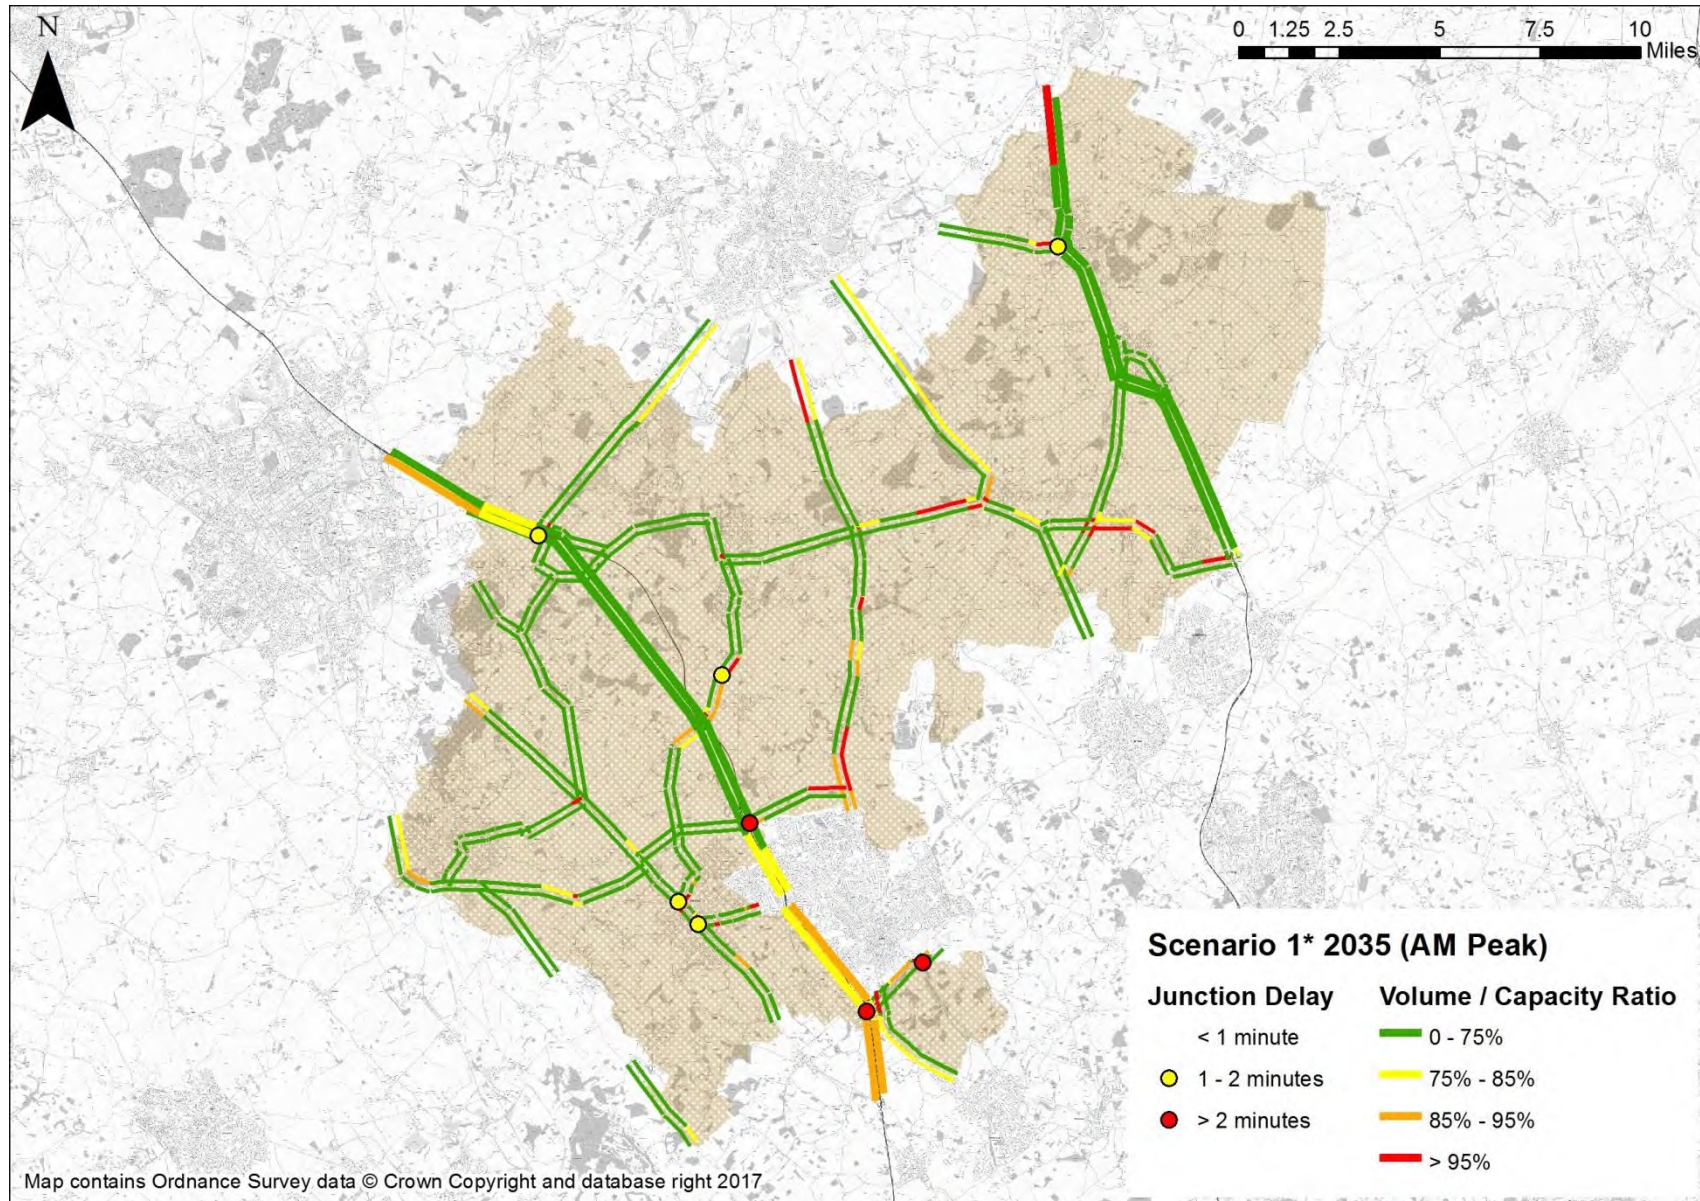 N
0 1.25 2.5 5 7.5 10
Miles
Scenario 1* 2035 (AM Peak)
Junction Delay
Volume / Capacity Ratio
< 1 minute
0 - 75%
1 - 2 minutes
75% - 85%
> 2 minutes
85% - 95%
> 95%
Map contains Ordnance Survey data © Crown Copyright and database right 2017